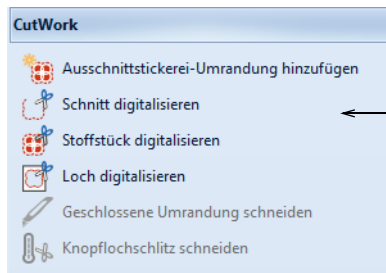 CutWork
Ausschnittstickerei-Umrandung hinzufügen
Schnitt digitalisieren
Stoffstück digitalisieren
Loch digitalisieren
Geschlossene Umrandung schneiden
Knopflochschlitz schneiden